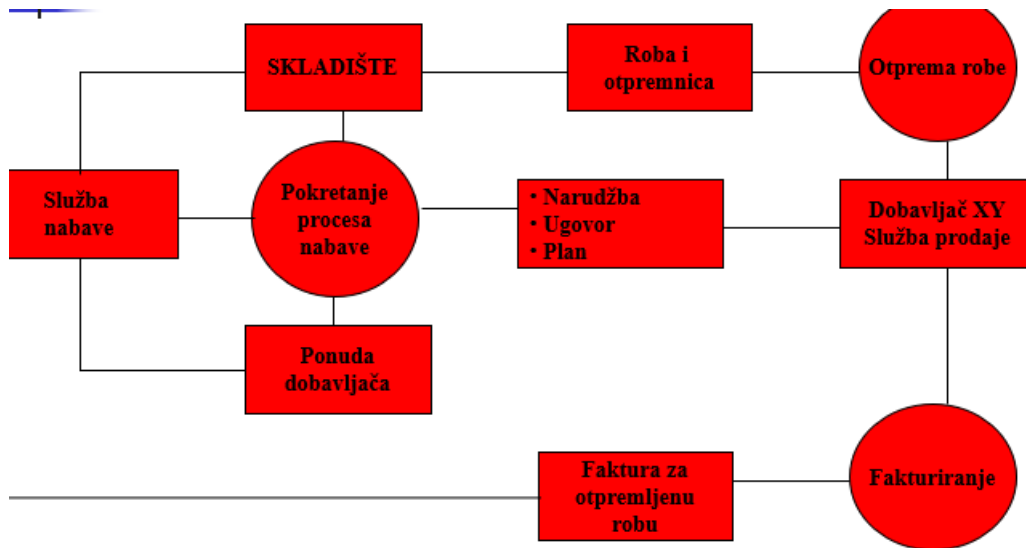 SKLADIŠTE
Roba i
otpremnica
Otprema robe
Služba
nabave
Pokretanje
procesa
nabave
• Narudžba
• Ugovor
• Plan
Dobavljač XY
Služba prodaje
Ponuda
dobavljača
Faktura za
otpremljenu
robu
Fakturiranje